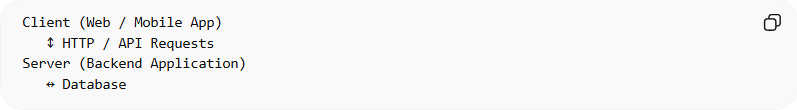 Client (Web / Mobile App)
↕ HTTP / API Requests
Server (Backend Application)
↔ Database